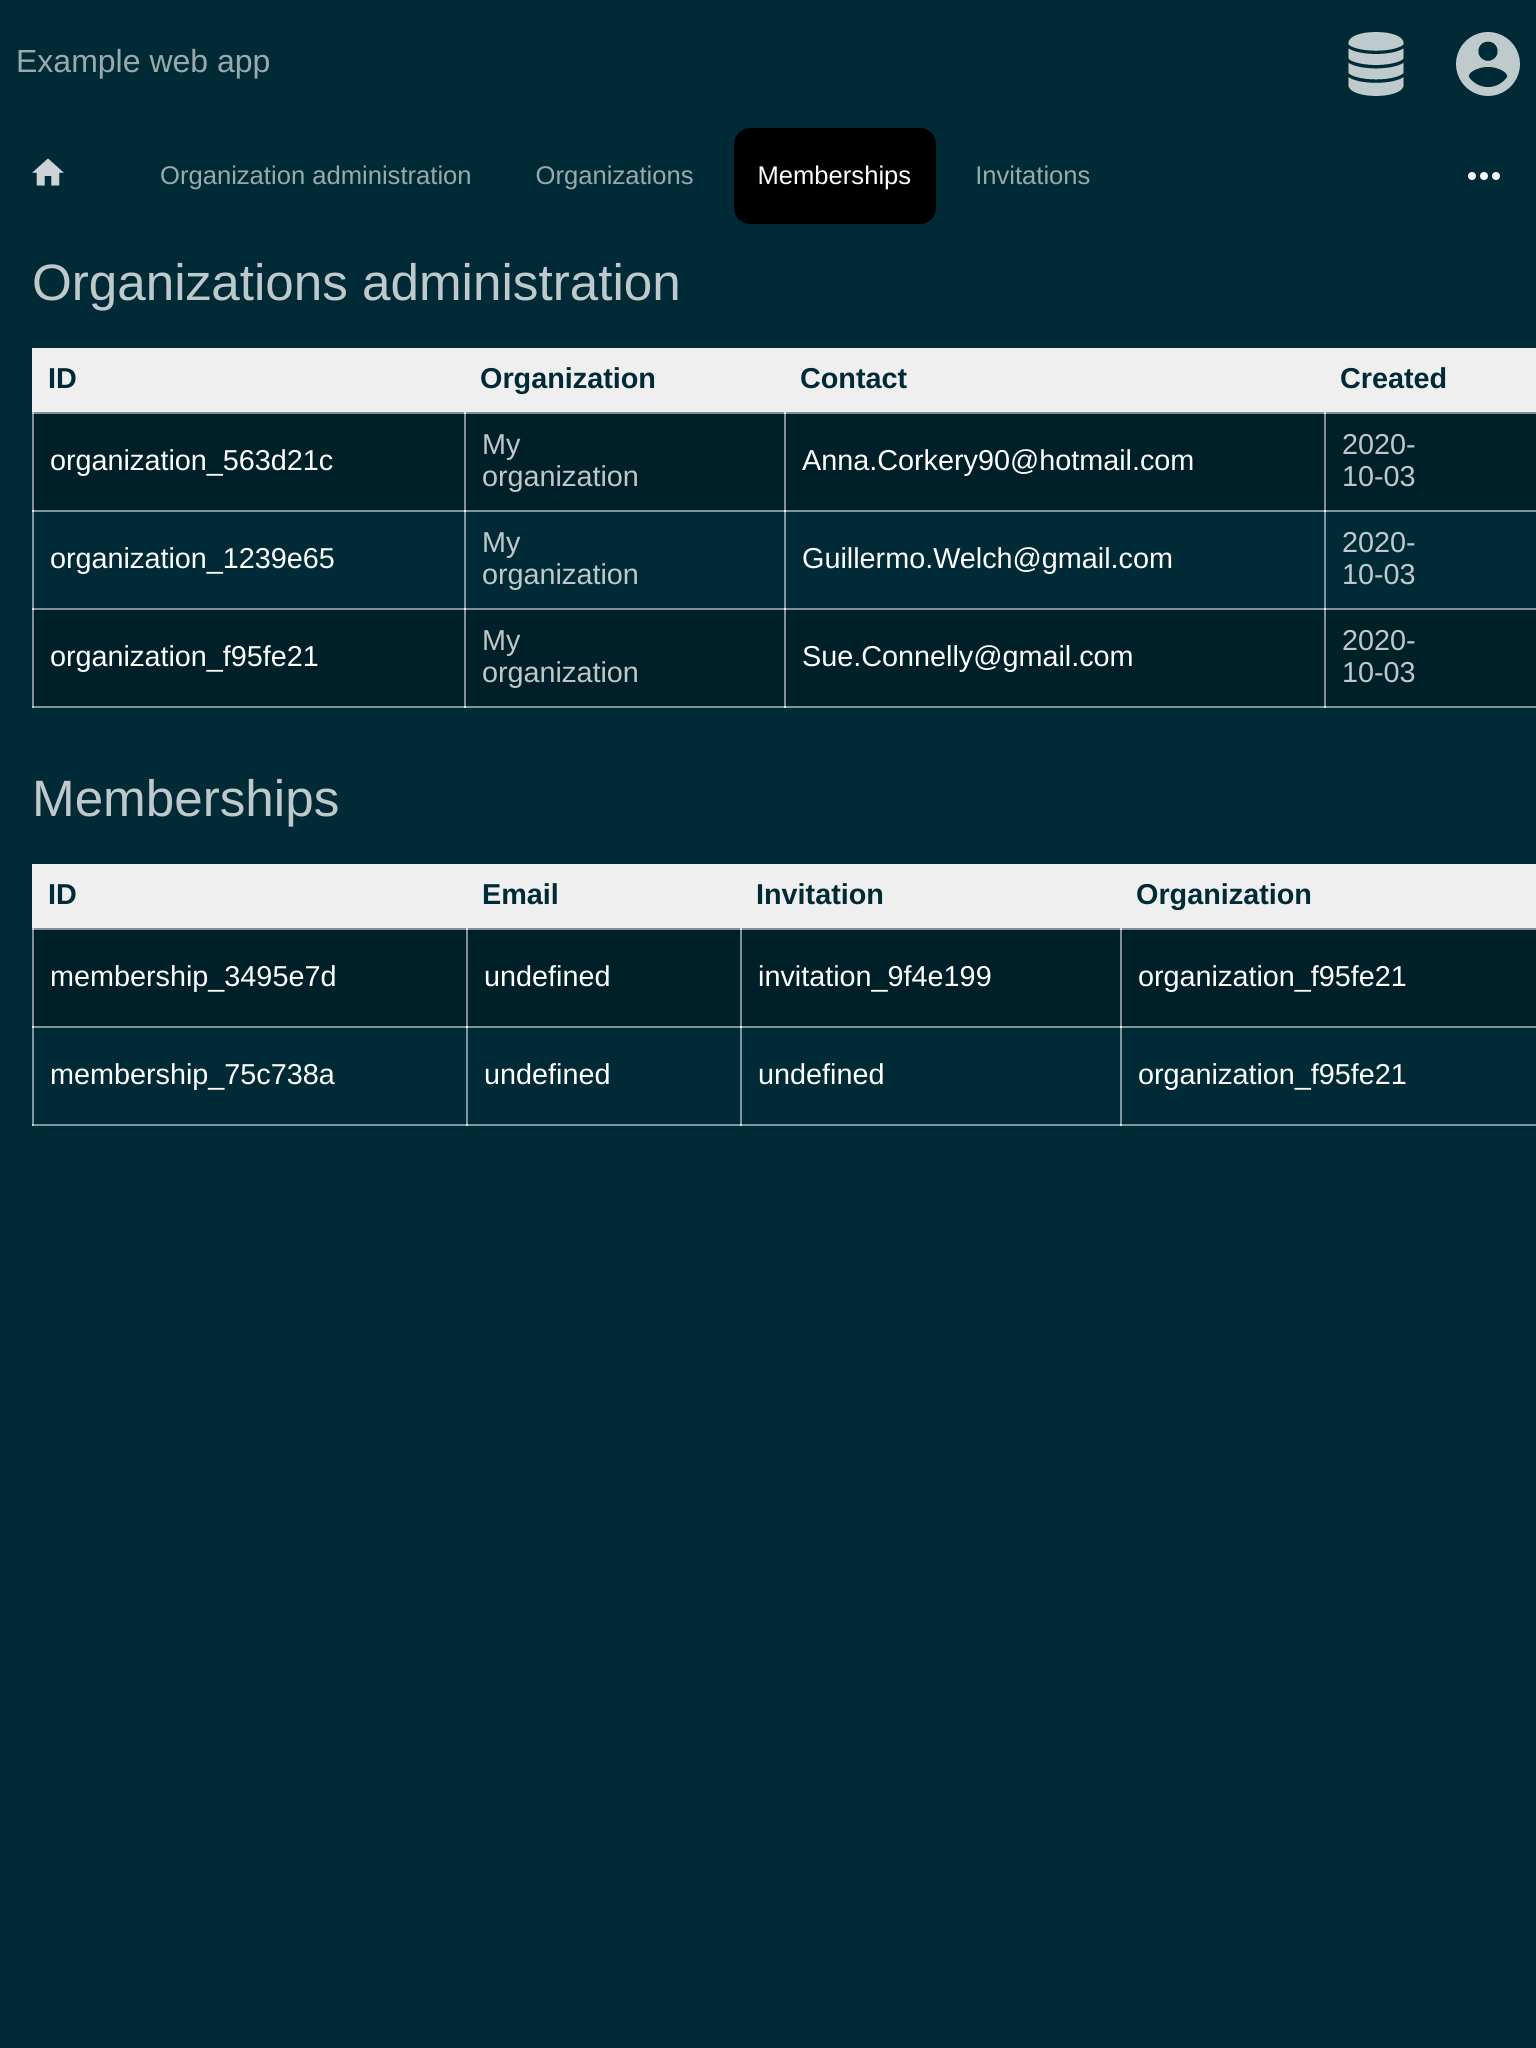 Example web app
Organization administration Organizations Memberships Invitations
Organizations administration
ID Organization Contact Created
organization_563d21c My organization Anna.Corkery90@hotmail.com 2020-10-03
organization_1239e65 My organization Guillermo.Welch@gmail.com 2020-10-03
organization_f95fe21 My organization Sue.Connelly@gmail.com 2020-10-03
Memberships
ID Email Invitation Organization
membership_3495e7d undefined invitation_9f4e199 organization_f95fe21
membership_75c738a undefined undefined organization_f95fe21